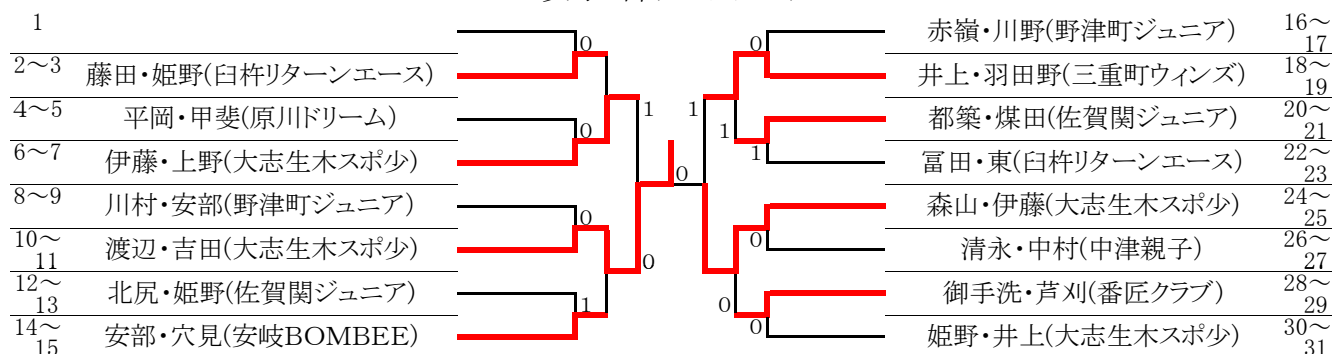 1
2～3 藤田・姫野(臼杵リターンエース)
4～5 平岡・甲斐(原川ドリーム)
6～7 伊藤・上野(大志生木スポ少)
8～9 川村・安部(野津町ジュニア)
10～11 渡辺・吉田(大志生木スポ少)
12～13 北尻・姫野(佐賀関ジュニア)
14～15 安部・穴見(安岐BOMBEE)
0
0
0
1
1
0
0
1
1
0
1
0
0
0
赤嶺・川野(野津町ジュニア) 16～17
井上・羽田野(三重町ウィンズ) 18～19
都築・煤田(佐賀関ジュニア) 20～21
冨田・東(臼杵リターンエース) 22～23
森山・伊藤(大志生木スポ少) 24～25
清永・中村(中津親子) 26～27
御手洗・芦刈(番匠クラブ) 28～29
姫野・井上(大志生木スポ少) 30～31